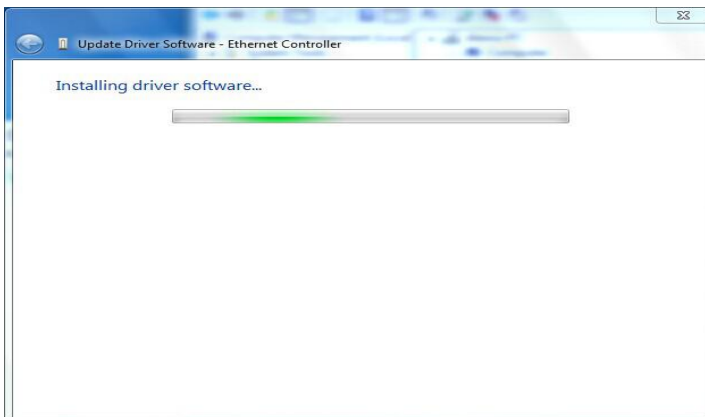 Update Driver Software - Ethernet Controller
Installing driver software...